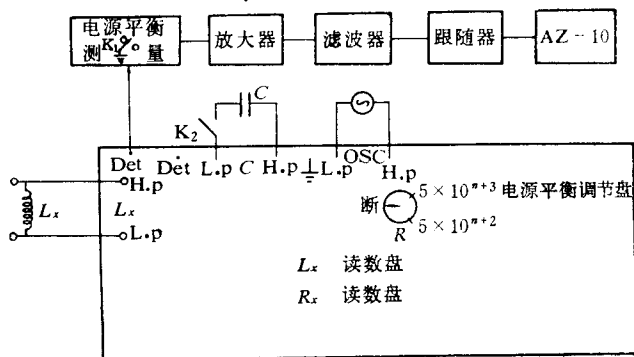 电源平衡
测 K₁ 量
放大器
滤波器
跟随器
AZ-10
C
K₂
Det
Det
L.p
C
H.p
L.p
OSC
H.p
H.p
Lₓ
Lₓ
L.p
断
5×10ⁿ⁺³ 电源平衡调节盘
5×10ⁿ⁺²
R
Lₓ 读数盘
Rₓ 读数盘